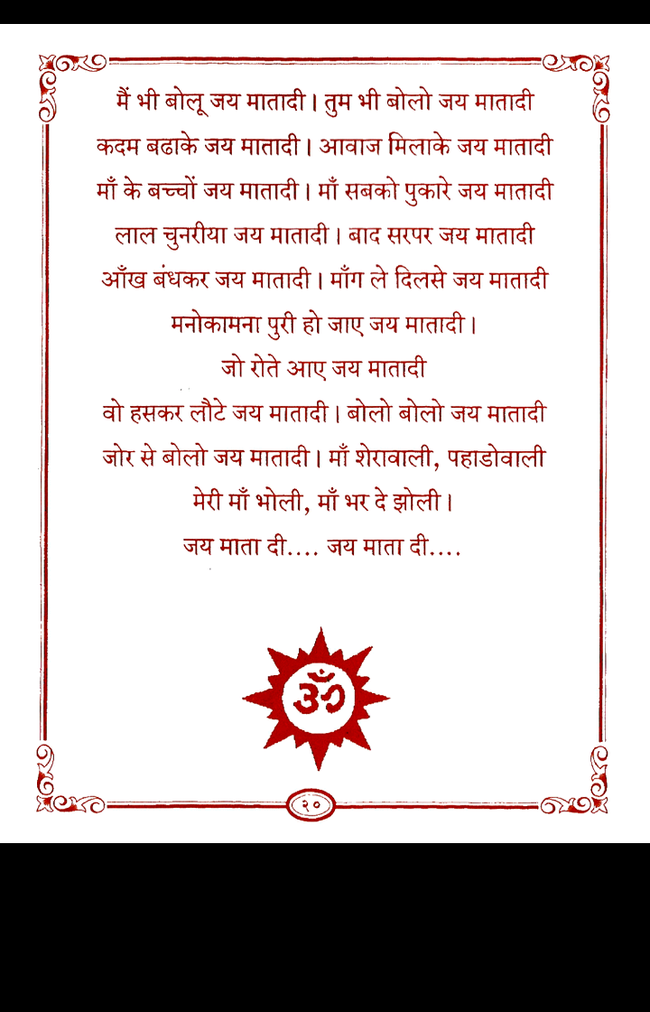 मैं भी बोलू जय मातादी। तुम भी बोलो जय मातादी
कदम बढाके जय मातादी। आवाज मिलाके जय मातादी
माँ के बच्चों जय मातादी। माँ सबको पुकारे जय मातादी
लाल चुनरीया जय मातादी। बाद सरपर जय मातादी
आँख बंधकर जय मातादी। माँग ले दिलसे जय मातादी
मनोकामना पुरी हो जाए जय मातादी।
जो रोते आए जय मातादी
वो हसकर लौटे जय मातादी। बोलो बोलो जय मातादी
जोर से बोलो जय मातादी। माँ शेरावाली, पहाडोवाली
मेरी माँ भोली, माँ भर दे झोली।
जय माता दी.... जय माता दी....
ॐ
२०